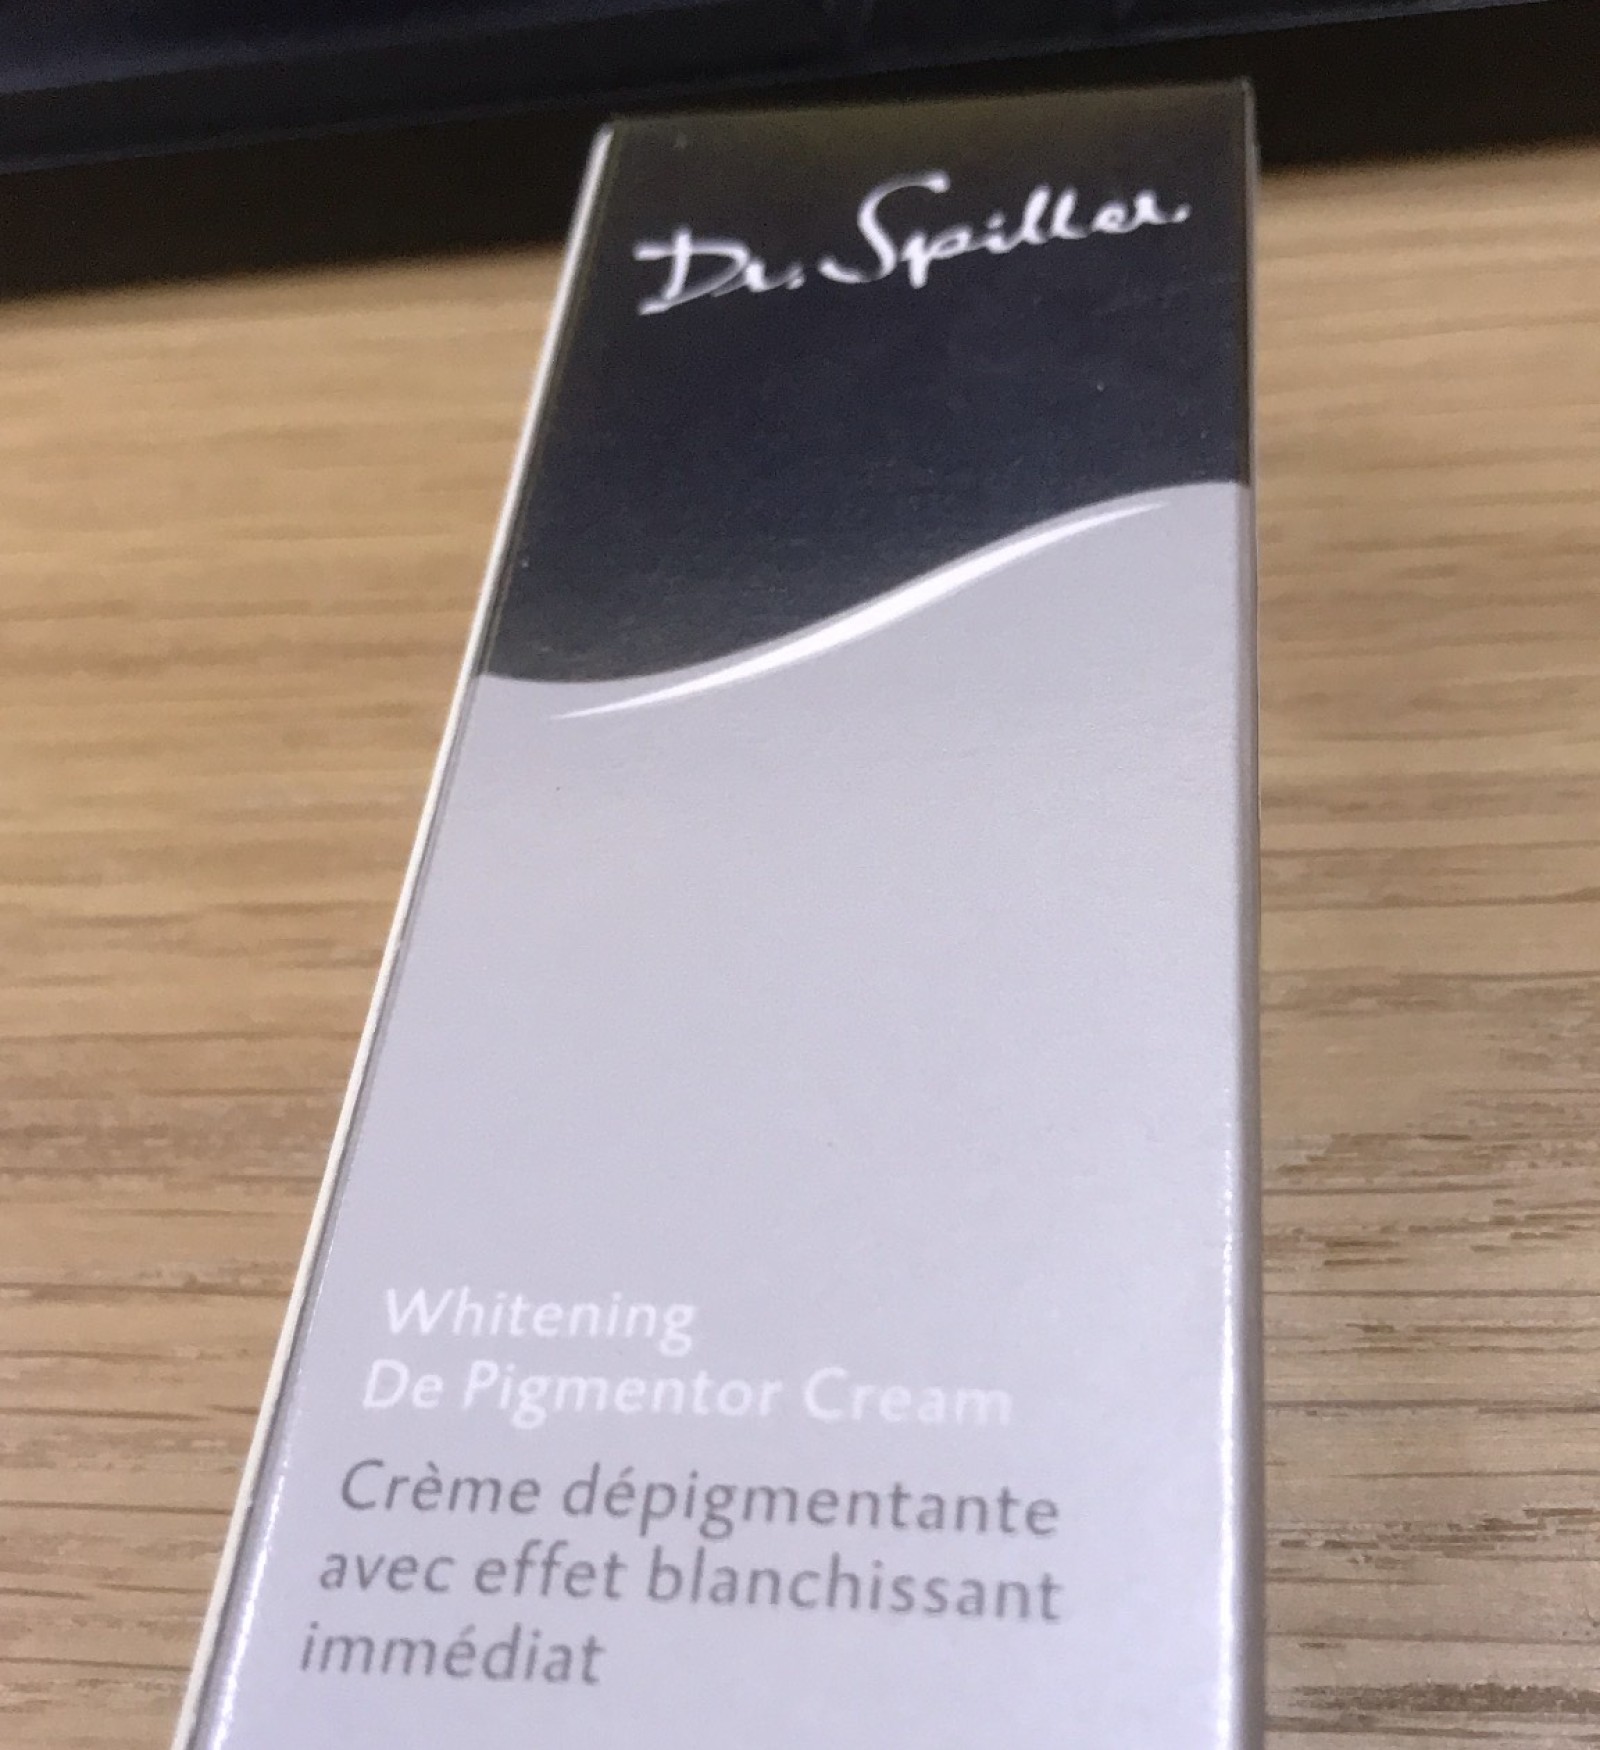 Dr. Spiller
Whitening
De Pigmentor Cream
Crème dépigmentante
avec effet blanchissant
immédiat